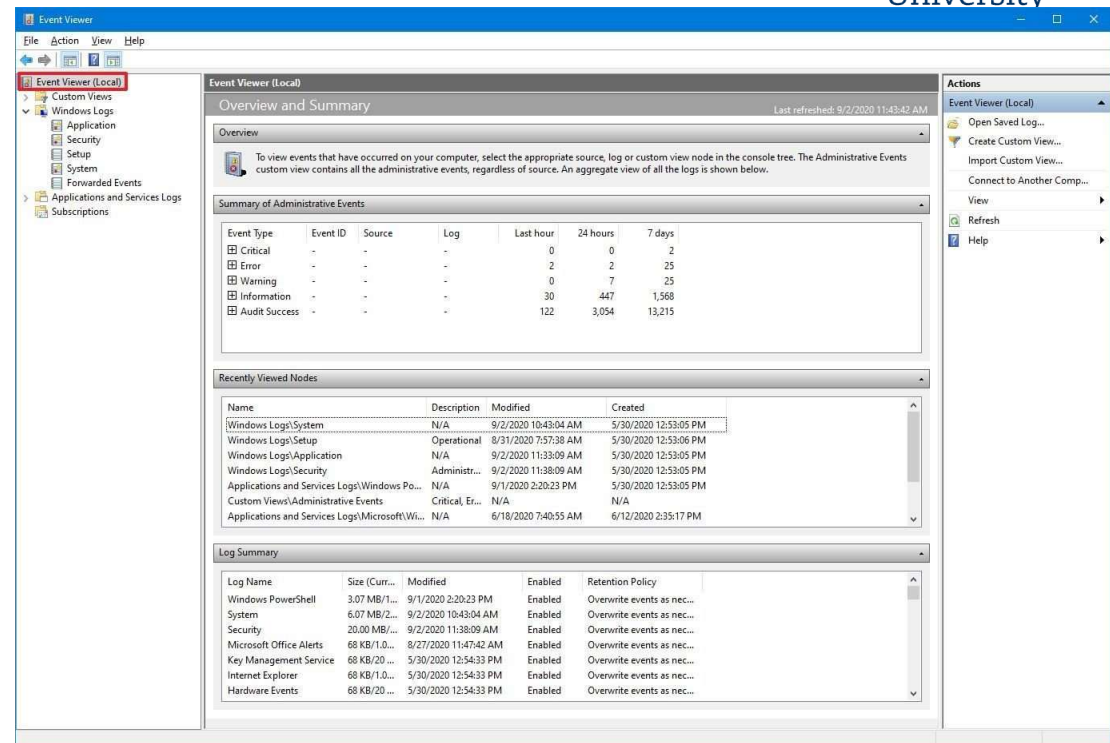 University
Event Viewer
File Action View Help
Event Viewer (Local)
Custom Views
Windows Logs
Application
Security
Setup
System
Forwarded Events
Applications and Services Logs
Subscriptions
Event Viewer (Local)
Overview and Summary Last refreshed: 9/2/2020 11:43:42 AM
Overview
To view events that have occurred on your computer, select the appropriate source, log or custom view node in the console tree. The Administrative Events
custom view contains all the administrative events, regardless of source. An aggregate view of all the logs is shown below.
Summary of Administrative Events
Event Type Event ID Source Log Last hour 24 hours 7 days
Critical - - - 0 0 2
Error - - - 2 2 25
Warning - - - 0 7 25
Information - - - 30 447 1,568
Audit Success - - - 122 3,054 13,215
Recently Viewed Nodes
Name Description Modified Created
Windows Logs\System N/A 9/2/2020 10:43:04 AM 5/30/2020 12:53:05 PM
Windows Logs\Setup Operational 8/31/2020 7:57:38 AM 5/30/2020 12:53:06 PM
Windows Logs\Application N/A 9/2/2020 11:33:09 AM 5/30/2020 12:53:05 PM
Windows Logs\Security Administr... 9/2/2020 11:38:09 AM 5/30/2020 12:53:05 PM
Applications and Services Logs\Windows Po... N/A 9/1/2020 2:20:23 PM 5/30/2020 12:53:05 PM
Custom Views\Administrative Events Critical, Er... N/A N/A
Applications and Services Logs\Microsoft\Wi... N/A 6/18/2020 7:40:55 AM 6/12/2020 2:35:17 PM
Log Summary
Log Name Size (Curr... Modified Enabled Retention Policy
Windows PowerShell 3.07 MB/1... 9/1/2020 2:20:23 PM Enabled Overwrite events as nec...
System 6.07 MB/2... 9/2/2020 10:43:04 AM Enabled Overwrite events as nec...
Security 20.00 MB/... 9/2/2020 11:38:09 AM Enabled Overwrite events as nec...
Microsoft Office Alerts 68 KB/1.0... 8/27/2020 11:47:42 AM Enabled Overwrite events as nec...
Key Management Service 68 KB/20 ... 5/30/2020 12:54:33 PM Enabled Overwrite events as nec...
Internet Explorer 68 KB/1.0... 5/30/2020 12:54:33 PM Enabled Overwrite events as nec...
Hardware Events 68 KB/20 ... 5/30/2020 12:54:33 PM Enabled Overwrite events as nec...
Actions
Event Viewer (Local)
Open Saved Log...
Create Custom View...
Import Custom View...
Connect to Another Comp...
View
Refresh
Help